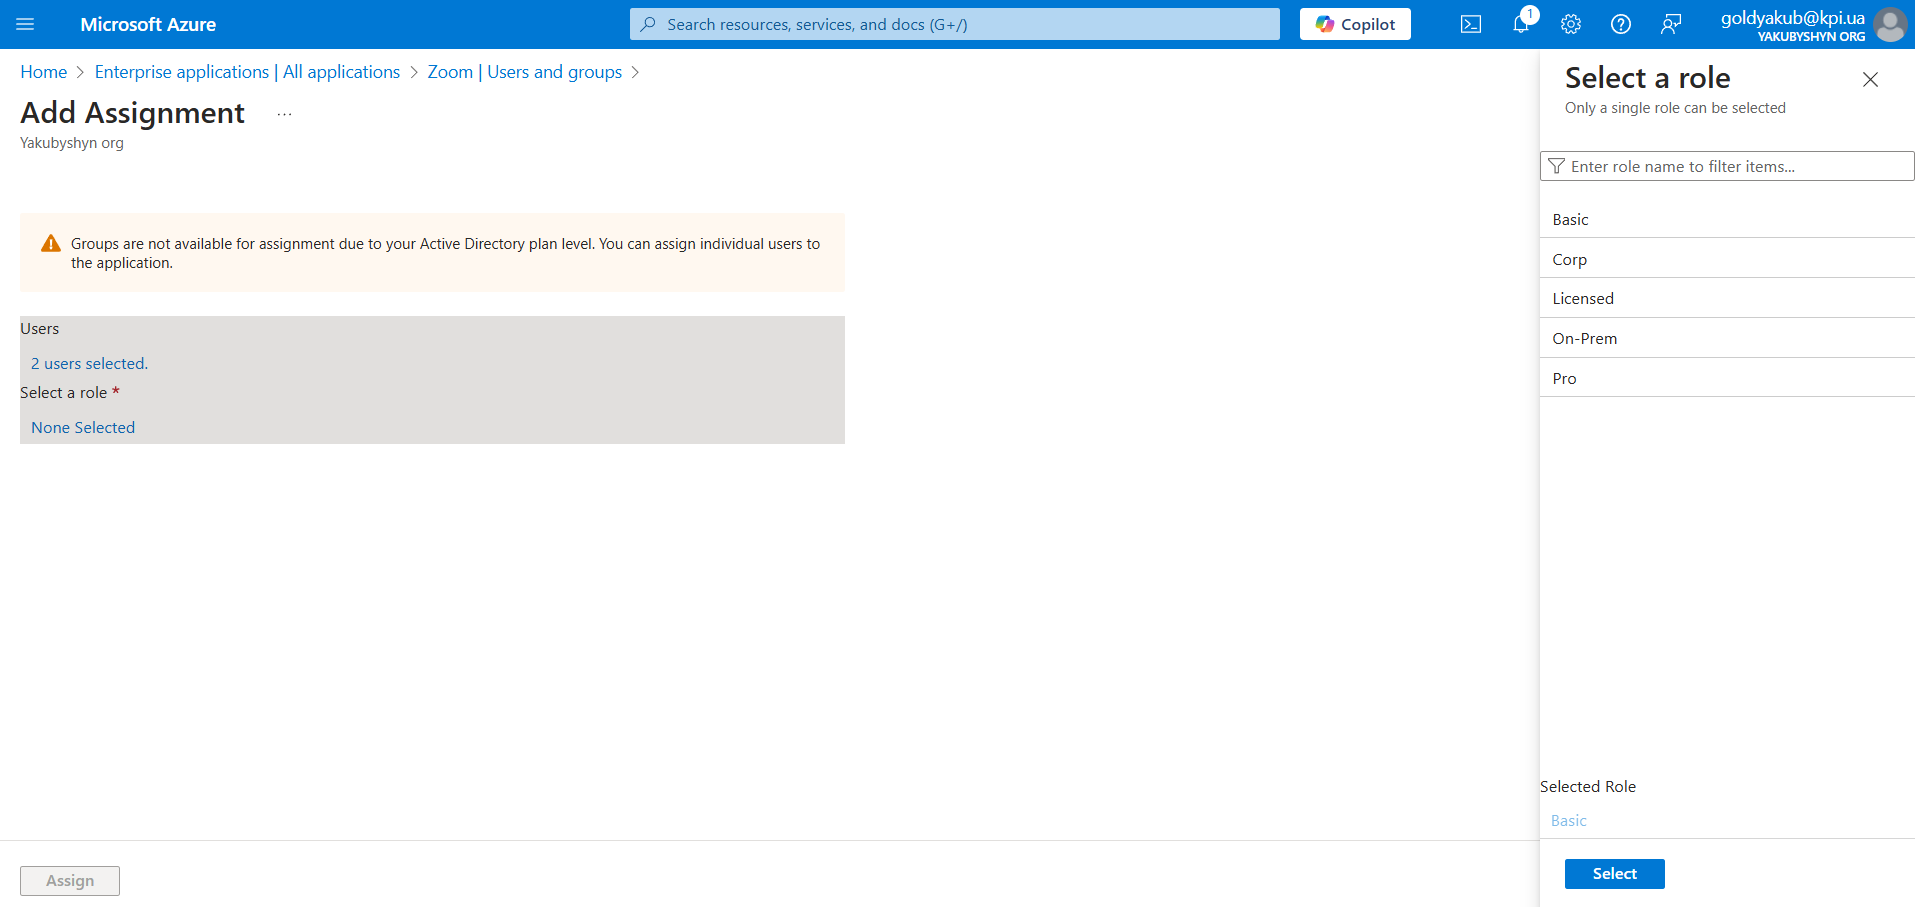 Microsoft Azure
Search resources, services, and docs (G+/)
Copilot
1
goldyakub@kpi.ua
YAKUBYSHYN ORG
Home > Enterprise applications | All applications > Zoom | Users and groups >
Add Assignment ...
Yakubyshyn org
Groups are not available for assignment due to your Active Directory plan level. You can assign individual users to
the application.
Users
2 users selected.
Select a role *
None Selected
Assign
Select a role
Only a single role can be selected
Enter role name to filter items...
Basic
Corp
Licensed
On-Prem
Pro
Selected Role
Basic
Select